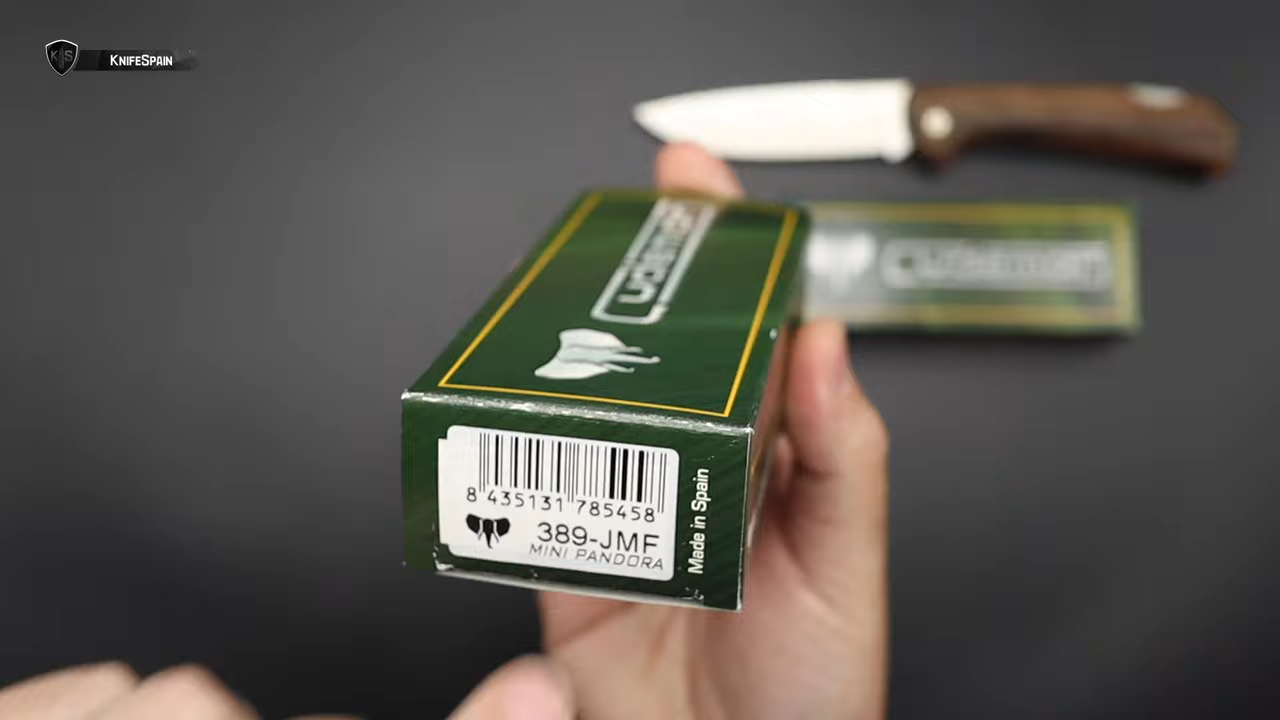 KNIFESPAIN
8 435131 785458
389-JMF
MINI PANDORA
Made in Spain